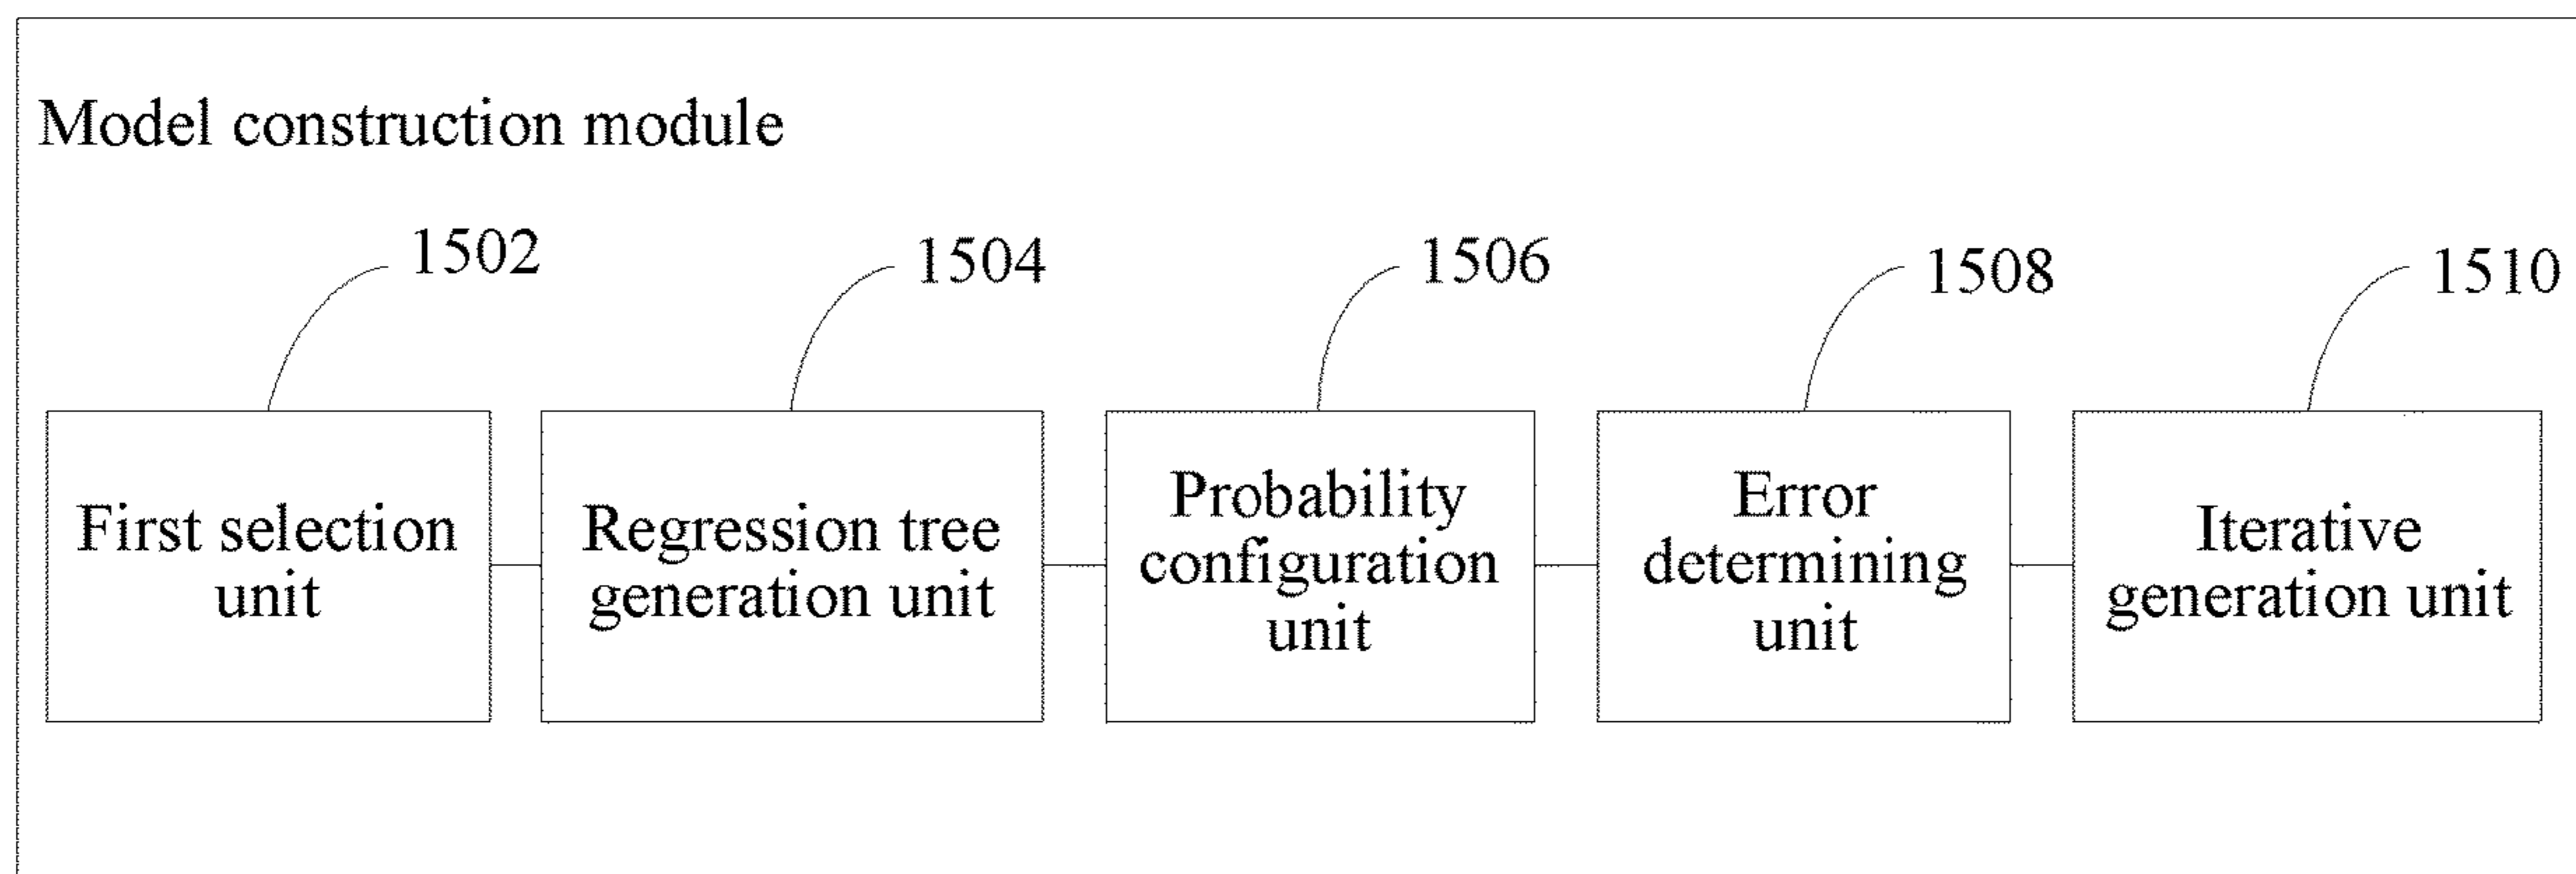 Model construction module
1502
1504
1506
1508
1510
First selection
unit
Regression tree
generation unit
Probability
configuration
unit
Error
determining
unit
Iterative
generation unit